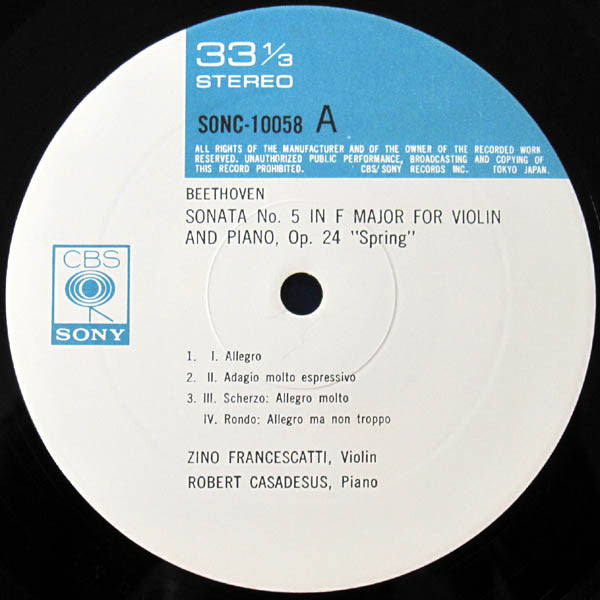 33 1/3
STEREO
SONC-10058 A
ALL RIGHTS OF THE MANUFACTURER AND OF THE OWNER OF THE RECORDED WORK
RESERVED. UNAUTHORIZED PUBLIC PERFORMANCE, BROADCASTING AND COPYING OF
THIS RECORD PROHIBITED. CBS/SONY RECORDS INC. TOKYO JAPAN.
BEETHOVEN
SONATA No. 5 IN F MAJOR FOR VIOLIN
AND PIANO, Op. 24 "Spring"
CBS
SONY
1. I. Allegro
2. II. Adagio molto espressivo
3. III. Scherzo: Allegro molto
IV. Rondo: Allegro ma non troppo
ZINO FRANCESCATTI, Violin
ROBERT CASADESUS, Piano